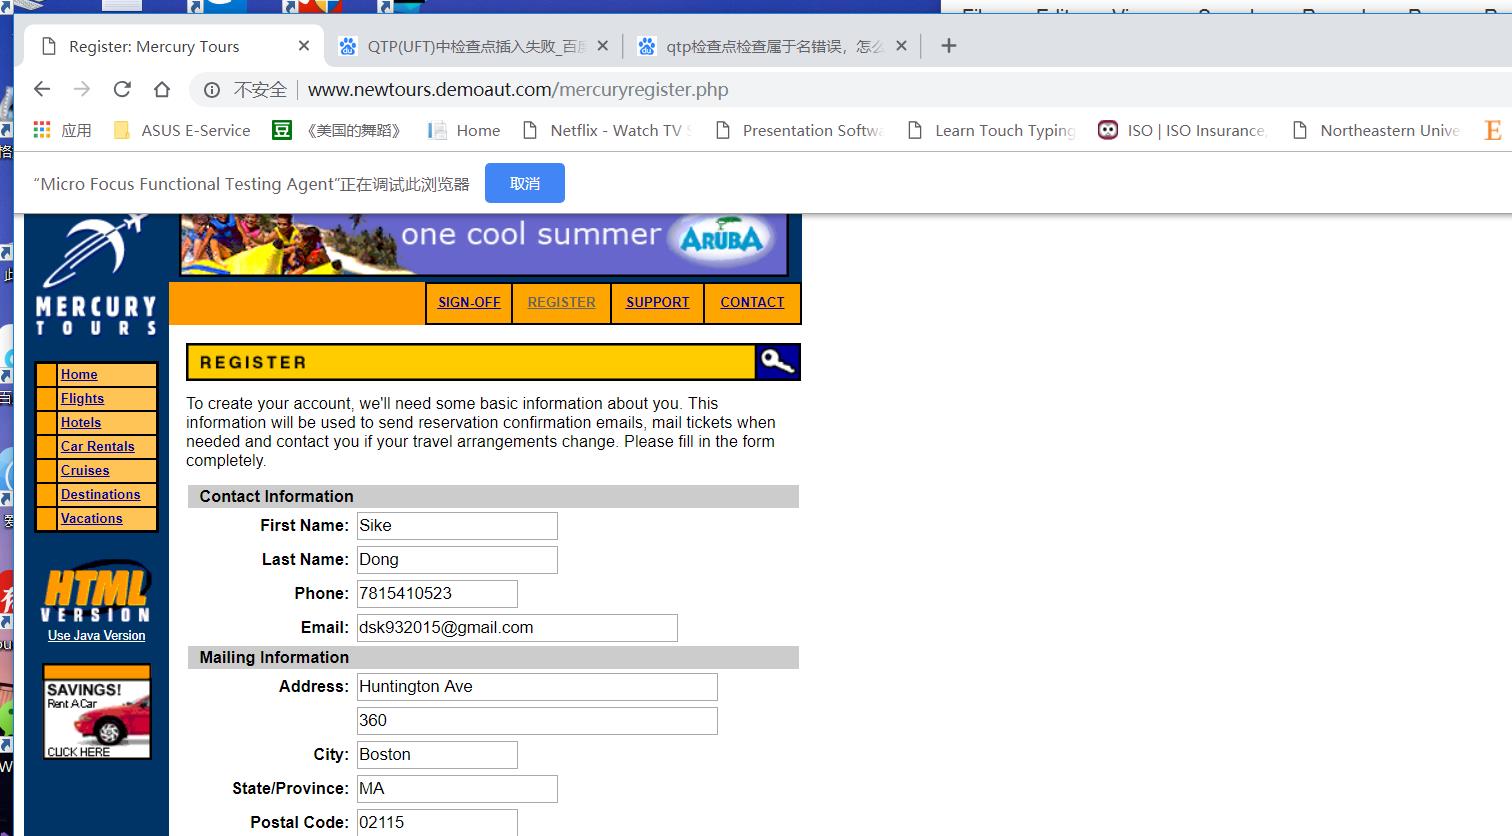 Register: Mercury Tours
QTP(UFT)中检查点插入失败_百度
qtp检查点检查属于名错误，怎么
不安全 www.newtours.demoaut.com/mercuryregister.php
应用 ASUS E-Service 《美国的舞蹈》 Home Netflix - Watch TV S Presentation Softwa Learn Touch Typing ISO | ISO Insurance, Northeastern Unive
“Micro Focus Functional Testing Agent”正在调试此浏览器 取消
one cool summer ARUBA
MERCURY
TOURS
SIGN-OFF REGISTER SUPPORT CONTACT
Home
Flights
Hotels
Car Rentals
Cruises
Destinations
Vacations
HTML
VERSION
Use Java Version
SAVINGS!
Rent A Car
CLICK HERE
REGISTER
To create your account, we'll need some basic information about you. This
information will be used to send reservation confirmation emails, mail tickets when
needed and contact you if your travel arrangements change. Please fill in the form
completely.
Contact Information
First Name: Sike
Last Name: Dong
Phone: 7815410523
Email: dsk932015@gmail.com
Mailing Information
Address: Huntington Ave
360
City: Boston
State/Province: MA
Postal Code: 02115